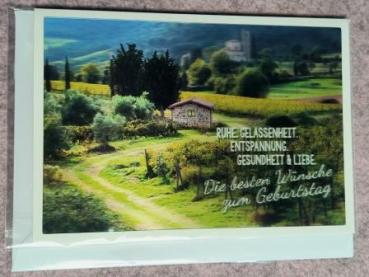 RUHE. GELASSENHEIT.
ENTSPANNUNG.
GESUNDHEIT & LIEBE.
Die besten Wünsche
zum Geburtstag